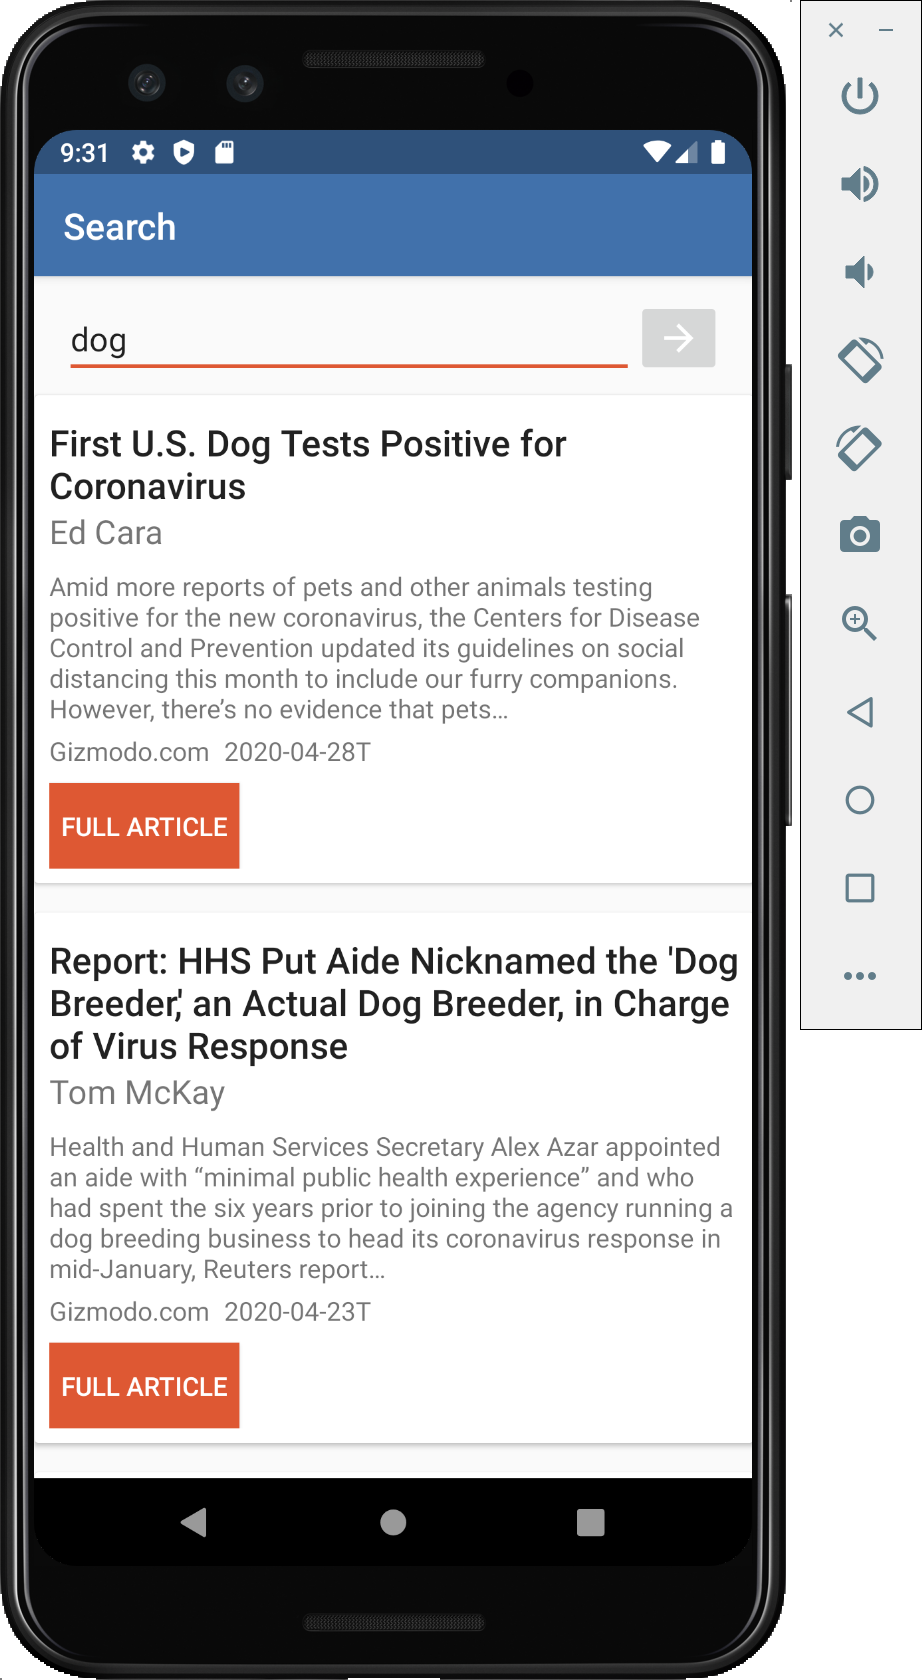 9:31
Search
dog
First U.S. Dog Tests Positive for
Coronavirus
Ed Cara
Amid more reports of pets and other animals testing
positive for the new coronavirus, the Centers for Disease
Control and Prevention updated its guidelines on social
distancing this month to include our furry companions.
However, there’s no evidence that pets…
Gizmodo.com 2020-04-28T
FULL ARTICLE
Report: HHS Put Aide Nicknamed the 'Dog
Breeder,' an Actual Dog Breeder, in Charge
of Virus Response
Tom McKay
Health and Human Services Secretary Alex Azar appointed
an aide with “minimal public health experience” and who
had spent the six years prior to joining the agency running a
dog breeding business to head its coronavirus response in
mid-January, Reuters report…
Gizmodo.com 2020-04-23T
FULL ARTICLE